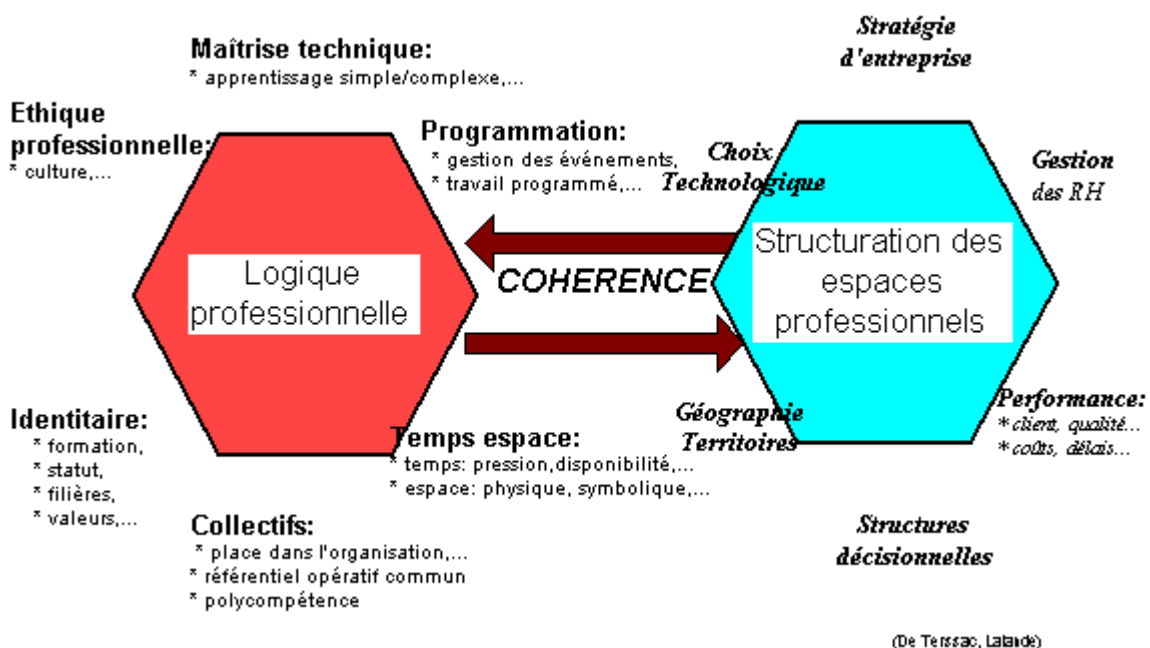 Maîtrise technique:
* apprentissage simple/complexe,...
Ethique
professionnelle:
* culture,...
Programmation:
* gestion des événements,
* travail programmé,...
Logique
professionnelle
Identitaire:
* formation,
* statut,
* filières,
* valeurs,...
Temps espace:
* temps: pression,disponibilité,...
* espace: physique, symbolique,...
Collectifs:
* place dans l'organisation,...
* référentiel opératif commun
* polycompétence
COHERENCE
Stratégie
d'entreprise
Choix
Technologique
Gestion
des RH
Structuration des
espaces
professionnels
Géographie
Territoires
Performance:
* client, qualité...
* coûts, délais...
Structures
décisionnelles
(De Terssac, Lalande)